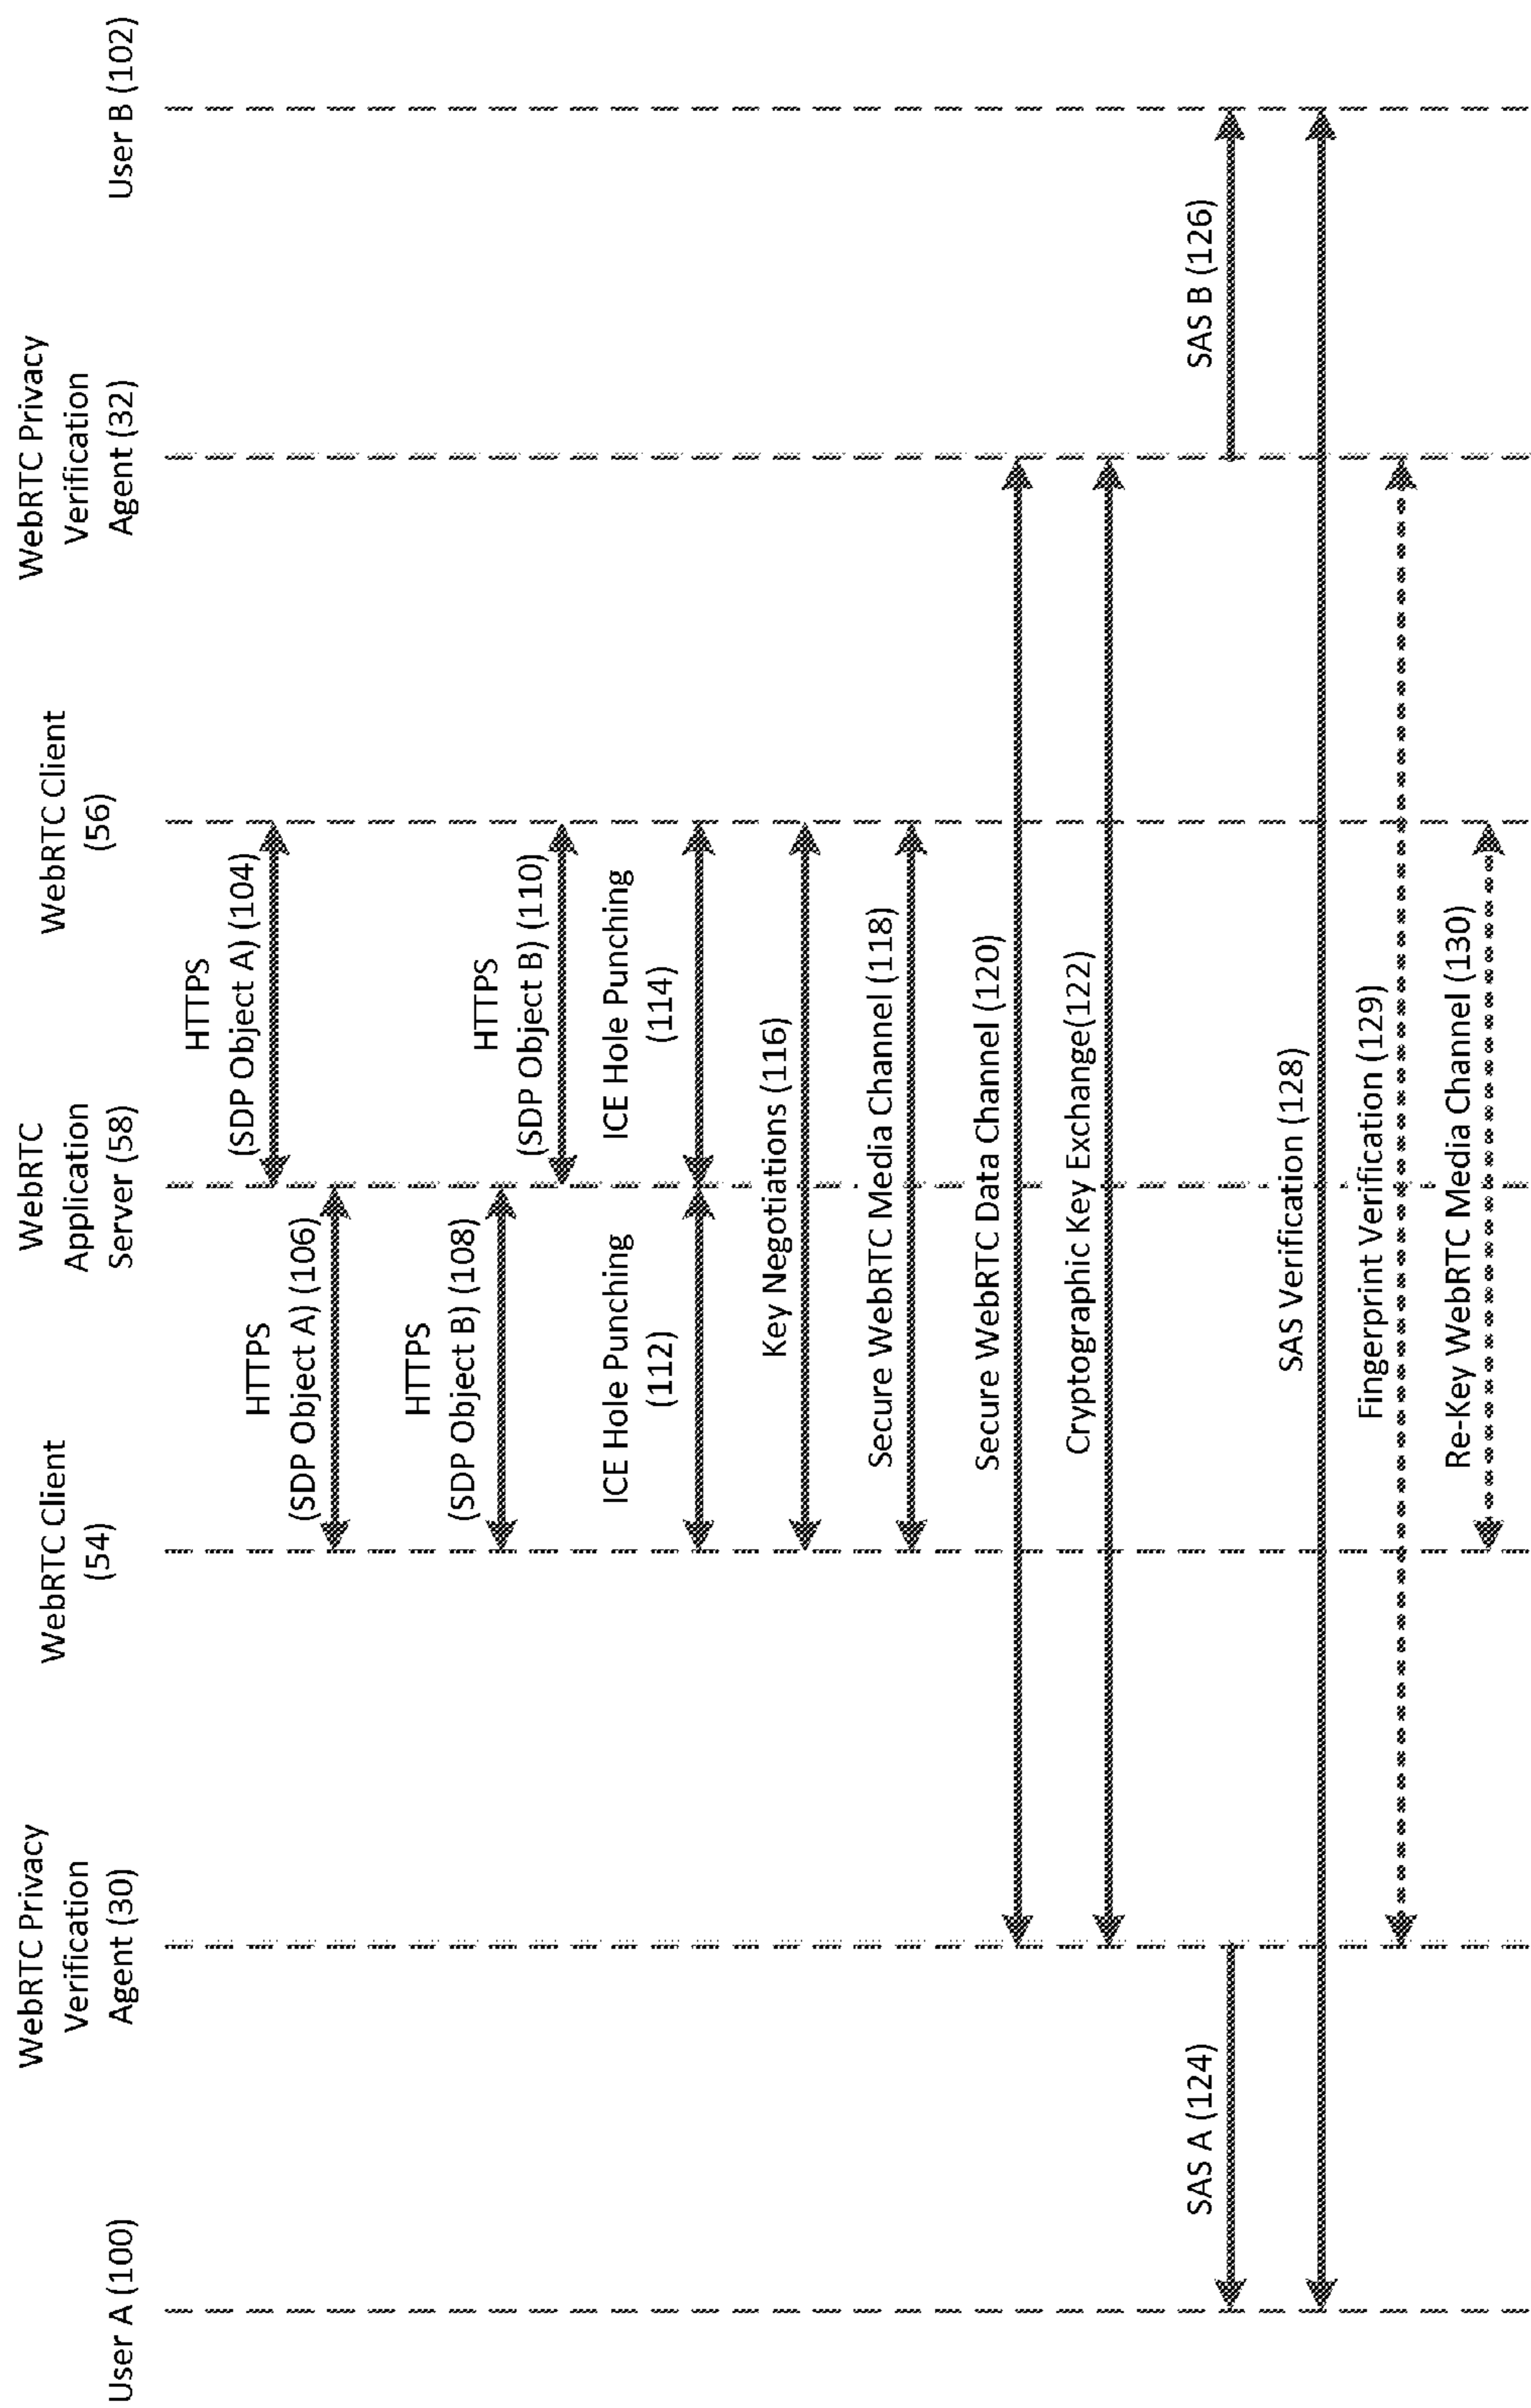 User A (100)
WebRTC Privacy
Verification
Agent (30)
WebRTC Client
(54)
WebRTC
Application
Server (58)
WebRTC Client
(56)
WebRTC Privacy
Verification
Agent (32)
User B (102)
HTTPS
(SDP Object A) (104)
HTTPS
(SDP Object A) (106)
HTTPS
(SDP Object B) (108)
HTTPS
(SDP Object B) (110)
ICE Hole Punching
(112)
ICE Hole Punching
(114)
Key Negotiations (116)
Secure WebRTC Media Channel (118)
Secure WebRTC Data Channel (120)
Cryptographic Key Exchange(122)
SAS A (124)
SAS B (126)
SAS Verification (128)
Fingerprint Verification (129)
Re-Key WebRTC Media Channel (130)